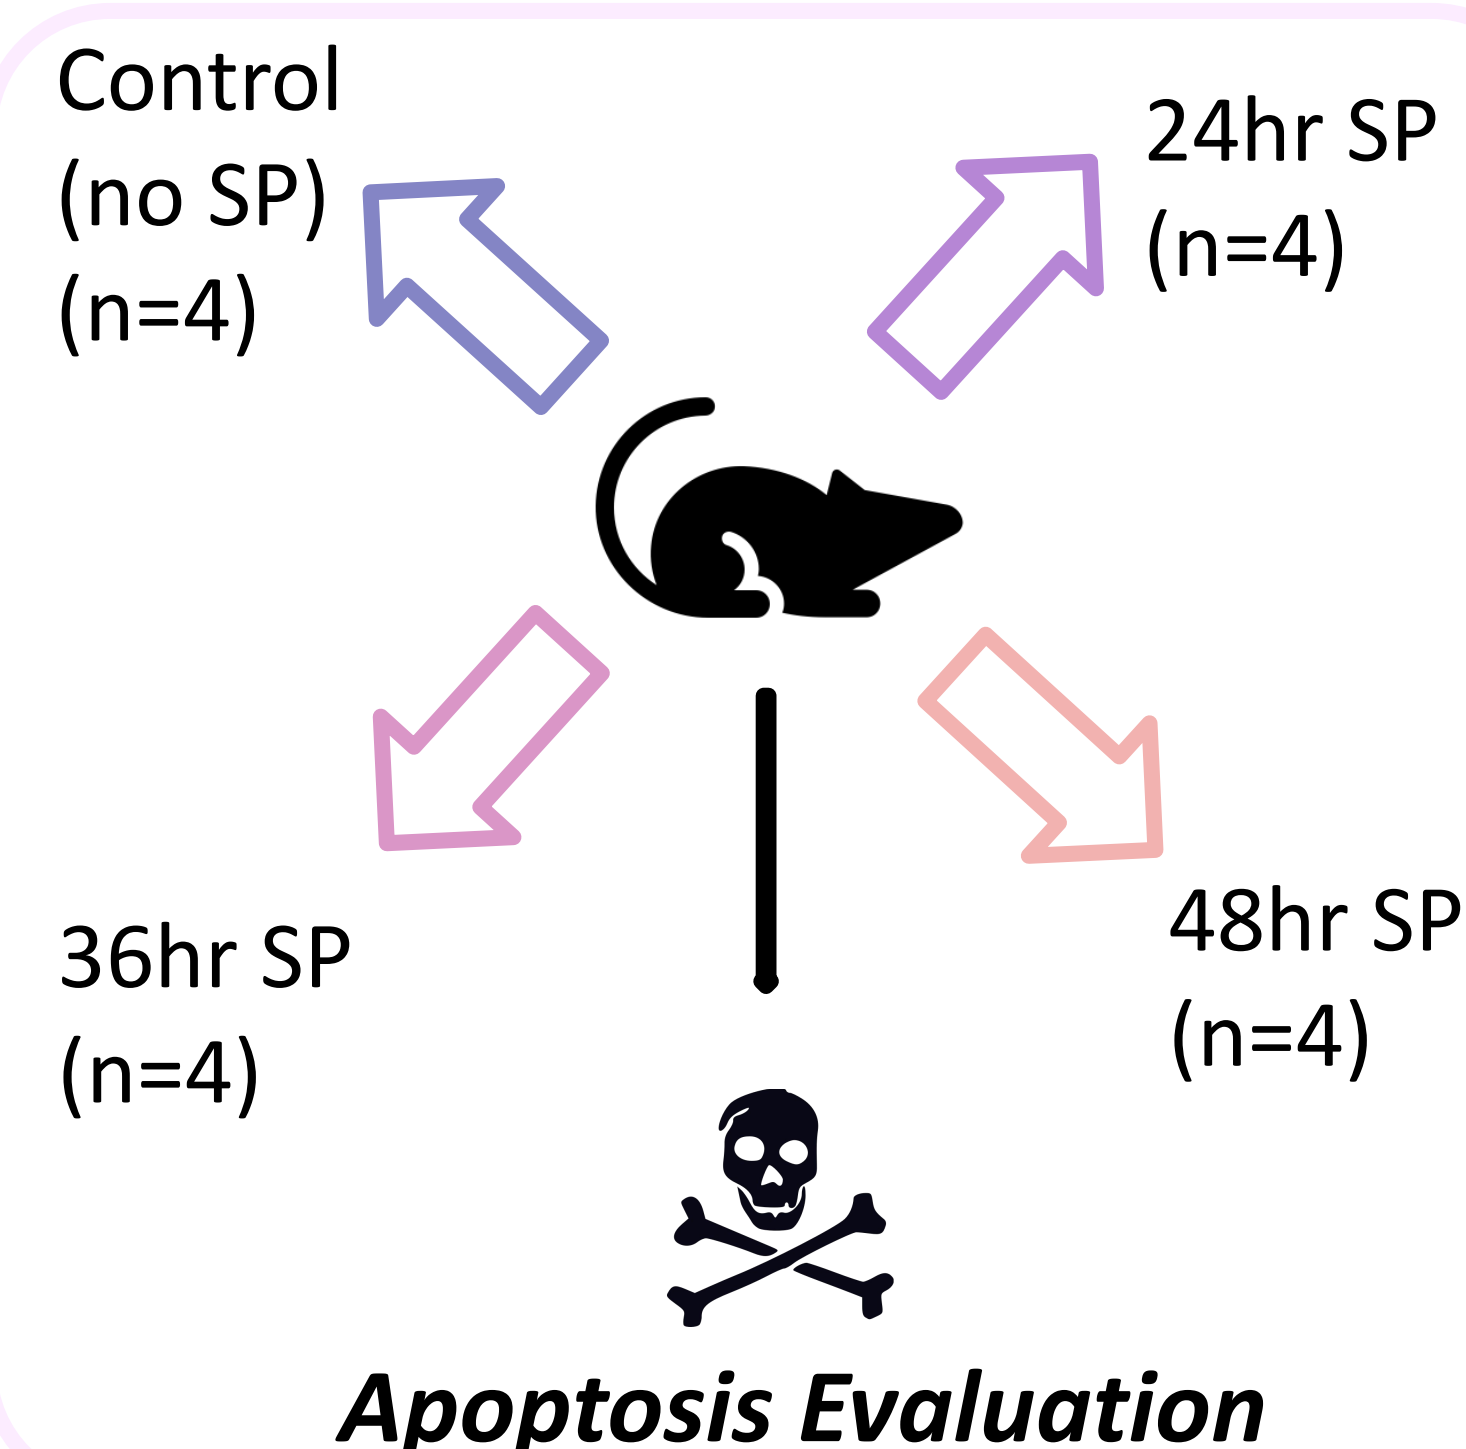 Control
(no SP)
(n=4)
24hr SP
(n=4)
36hr SP
(n=4)
48hr SP
(n=4)
Apoptosis Evaluation